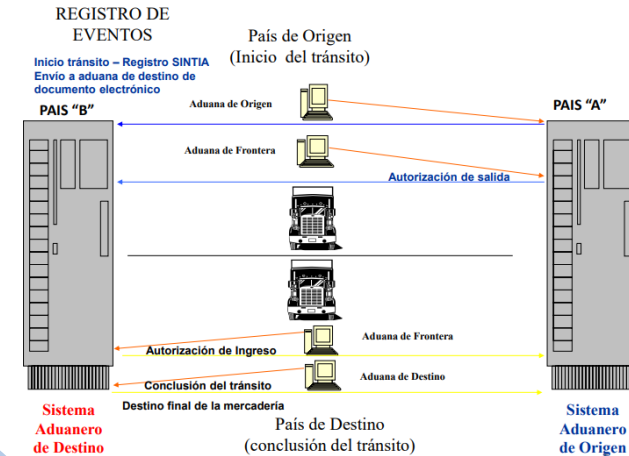 REGISTRO DE
EVENTOS
País de Origen
(Inicio del tránsito)
Inicio tránsito – Registro SINTIA
Envío a aduana de destino de
documento electrónico
PAIS “B”
Aduana de Origen
PAIS “A”
Aduana de Frontera
Autorización de salida
Aduana de Frontera
Autorización de Ingreso
Aduana de Destino
Conclusión del tránsito
Destino final de la mercadería
Sistema
Aduanero
de Destino
País de Destino
(conclusión del tránsito)
Sistema
Aduanero
de Origen